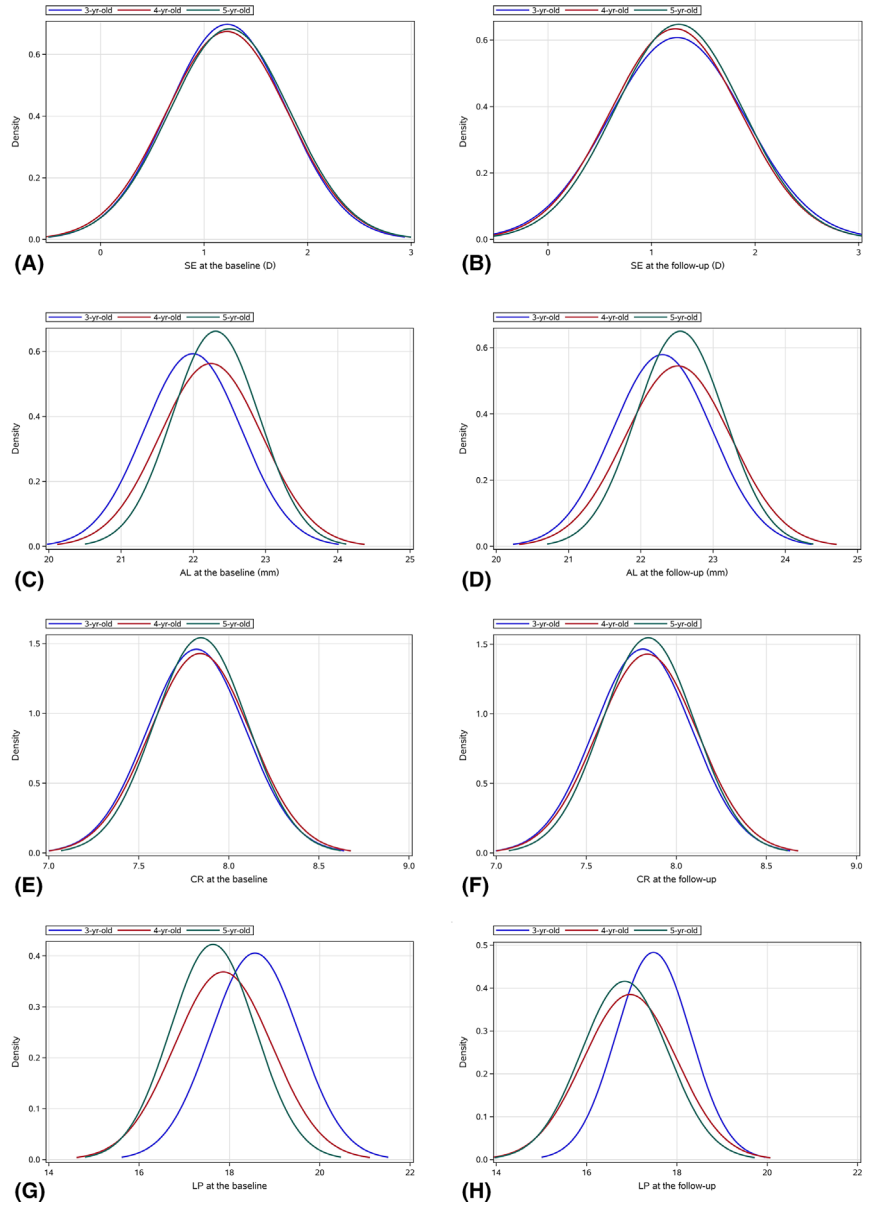 3-yr-old 4-yr-old 5-yr-old
0.6
0.4
0.2
0.0
Density
0 1 2 3
SE at the baseline (D)
(A)
3-yr-old 4-yr-old 5-yr-old
0.6
0.4
0.2
0.0
Density
0 1 2 3
SE at the follow-up (D)
(B)
3-yr-old 4-yr-old 5-yr-old
0.6
0.4
0.2
0.0
Density
20 21 22 23 24 25
AL at the baseline (mm)
(C)
3-yr-old 4-yr-old 5-yr-old
0.6
0.4
0.2
0.0
Density
20 21 22 23 24 25
AL at the follow-up (mm)
(D)
3-yr-old 4-yr-old 5-yr-old
1.5
1.0
0.5
0.0
Density
7.0 7.5 8.0 8.5 9.0
CR at the baseline
(E)
3-yr-old 4-yr-old 5-yr-old
1.5
1.0
0.5
0.0
Density
7.0 7.5 8.0 8.5 9.0
CR at the follow-up
(F)
3-yr-old 4-yr-old 5-yr-old
0.4
0.3
0.2
0.1
0.0
Density
14 16 18 20 22
LP at the baseline
(G)
3-yr-old 4-yr-old 5-yr-old
0.5
0.4
0.3
0.2
0.1
0.0
Density
14 16 18 20 22
LP at the follow-up
(H)